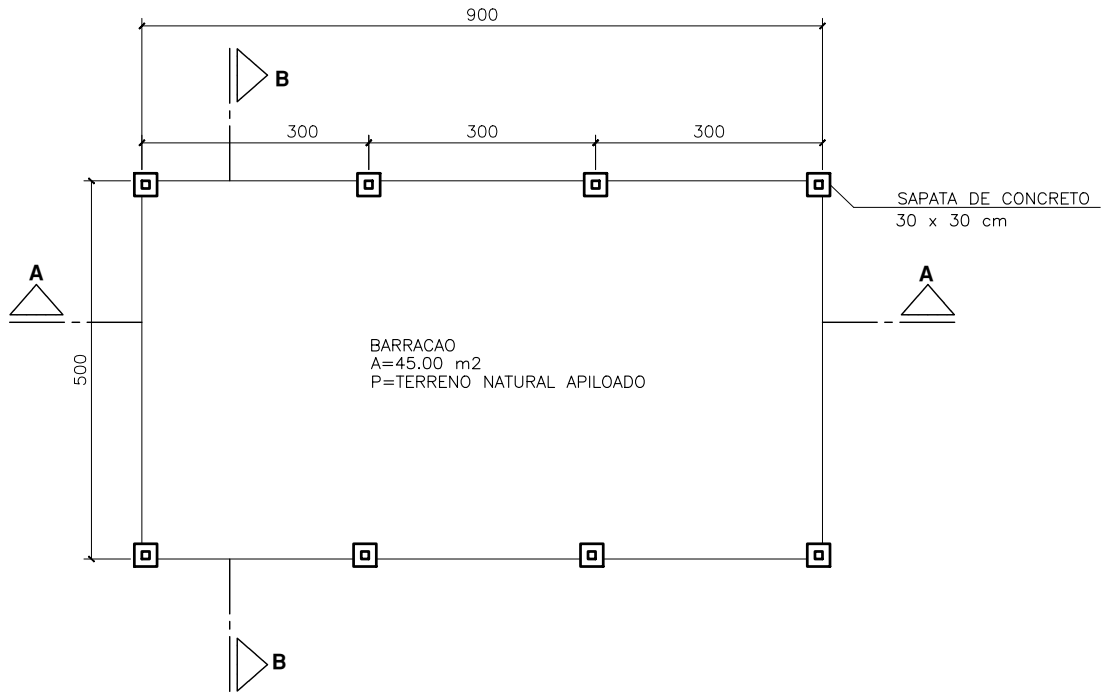 900
B
300
300
300
SAPATA DE CONCRETO
30 x 30 cm
A
A
500
BARRACAO
A=45.00 m2
P=TERRENO NATURAL APILOADO
B